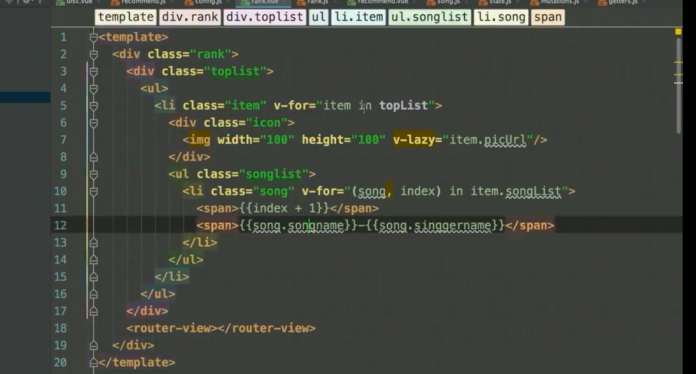 disc.vue recommend.js config.js rank.vue rank.js recommend.vue song.js state.js mutations.js getters.js
template div.rank div.toplist ul li.item ul.songlist li.song span
1 <template>
2 <div class="rank">
3 <div class="toplist">
4 <ul>
5 <li class="item" v-for="item in topList">
6 <div class="icon">
7 <img width="100" height="100" v-lazy="item.picUrl"/>
8 </div>
9 <ul class="songlist">
10 <li class="song" v-for="(song, index) in item.songList">
11 <span>{{index + 1}}</span>
12 <span>{{song.songname}}-{{song.singgername}}</span>
13 </li>
14 </ul>
15 </li>
16 </ul>
17 </div>
18 <router-view></router-view>
19 </div>
20 </template>